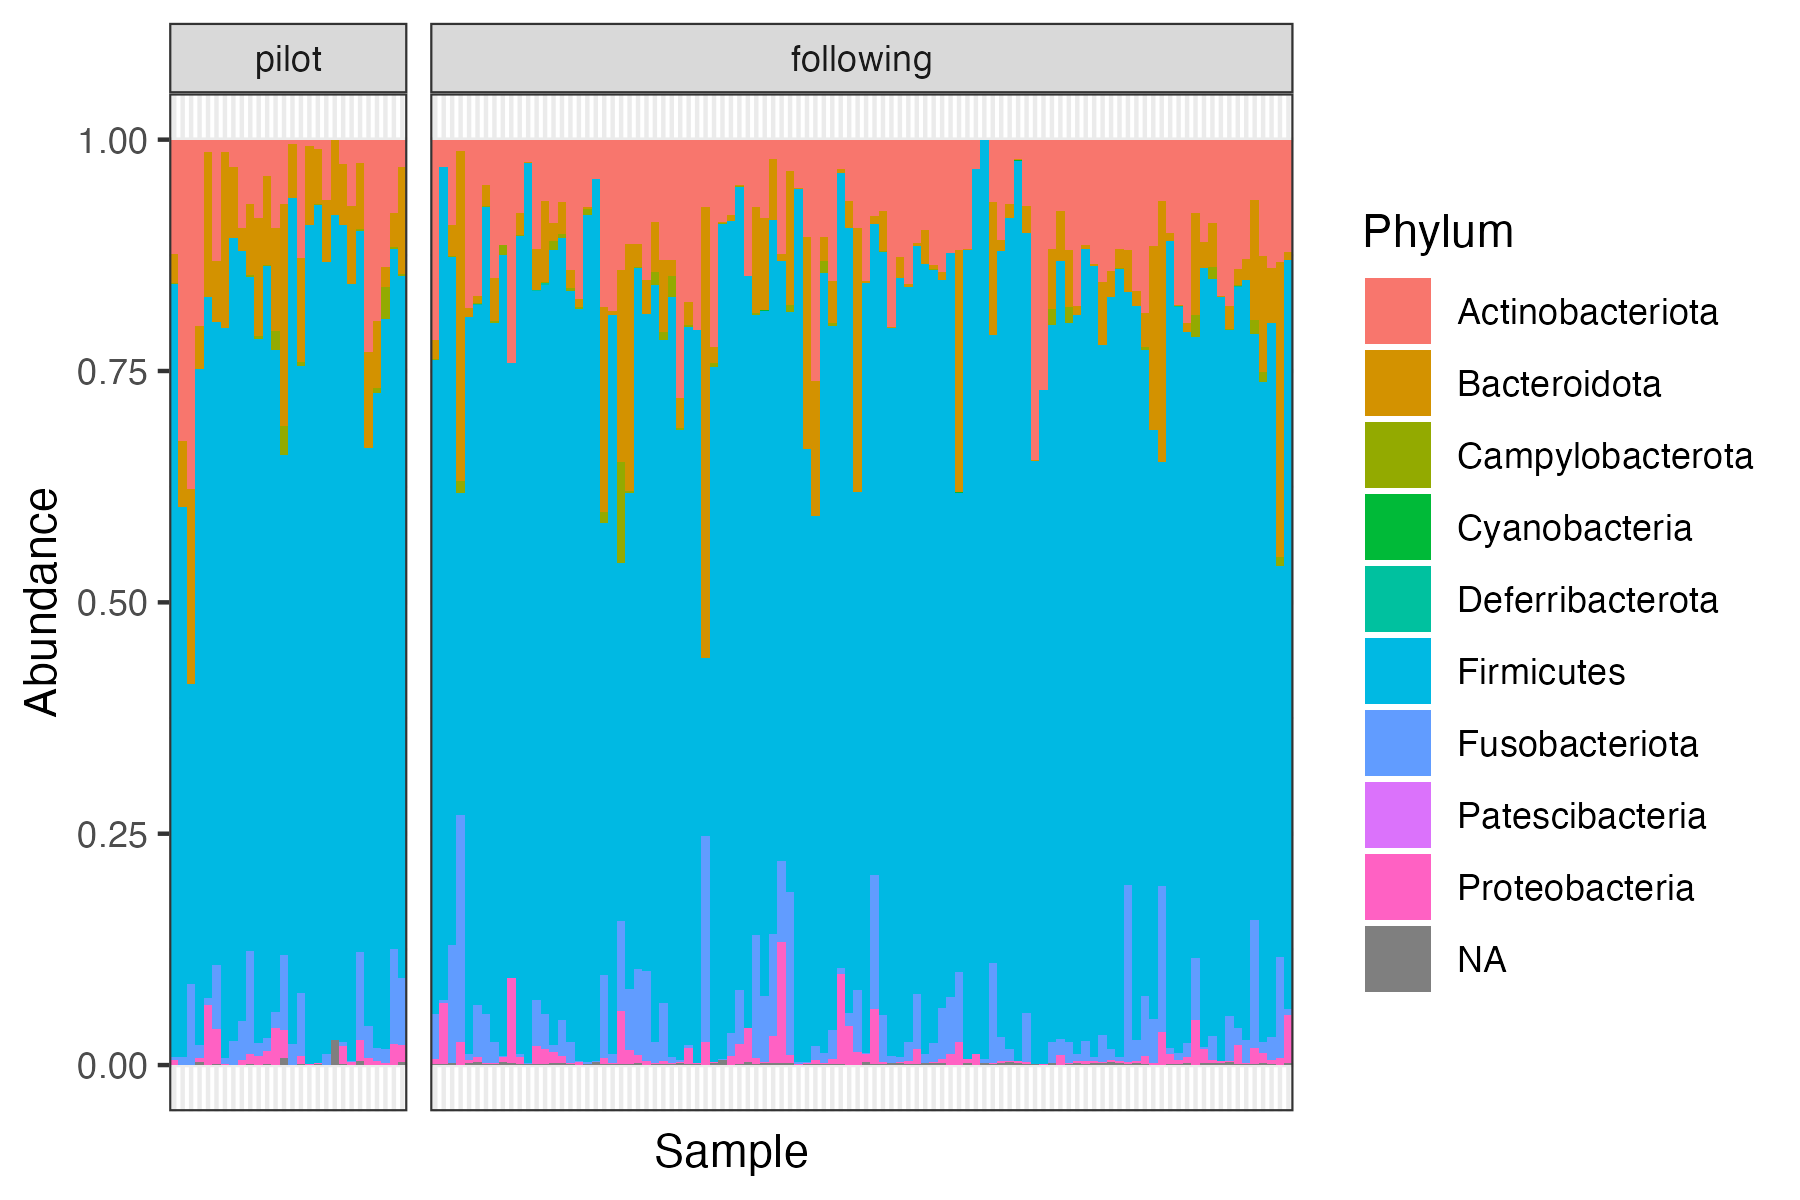 pilot
following
1.00
0.75
0.50
0.25
0.00
Abundance
Sample
Phylum
Actinobacteriota
Bacteroidota
Campylobacterota
Cyanobacteria
Deferribacterota
Firmicutes
Fusobacteriota
Patescibacteria
Proteobacteria
NA